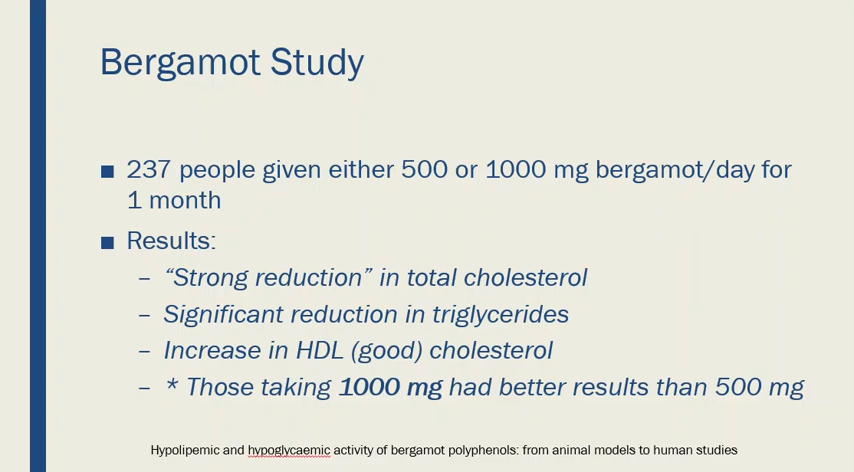 Bergamot Study
■ 237 people given either 500 or 1000 mg bergamot/day for
1 month
■ Results:
– “Strong reduction” in total cholesterol
– Significant reduction in triglycerides
– Increase in HDL (good) cholesterol
– * Those taking 1000 mg had better results than 500 mg
Hypolipemic and hypoglycaemic activity of bergamot polyphenols: from animal models to human studies